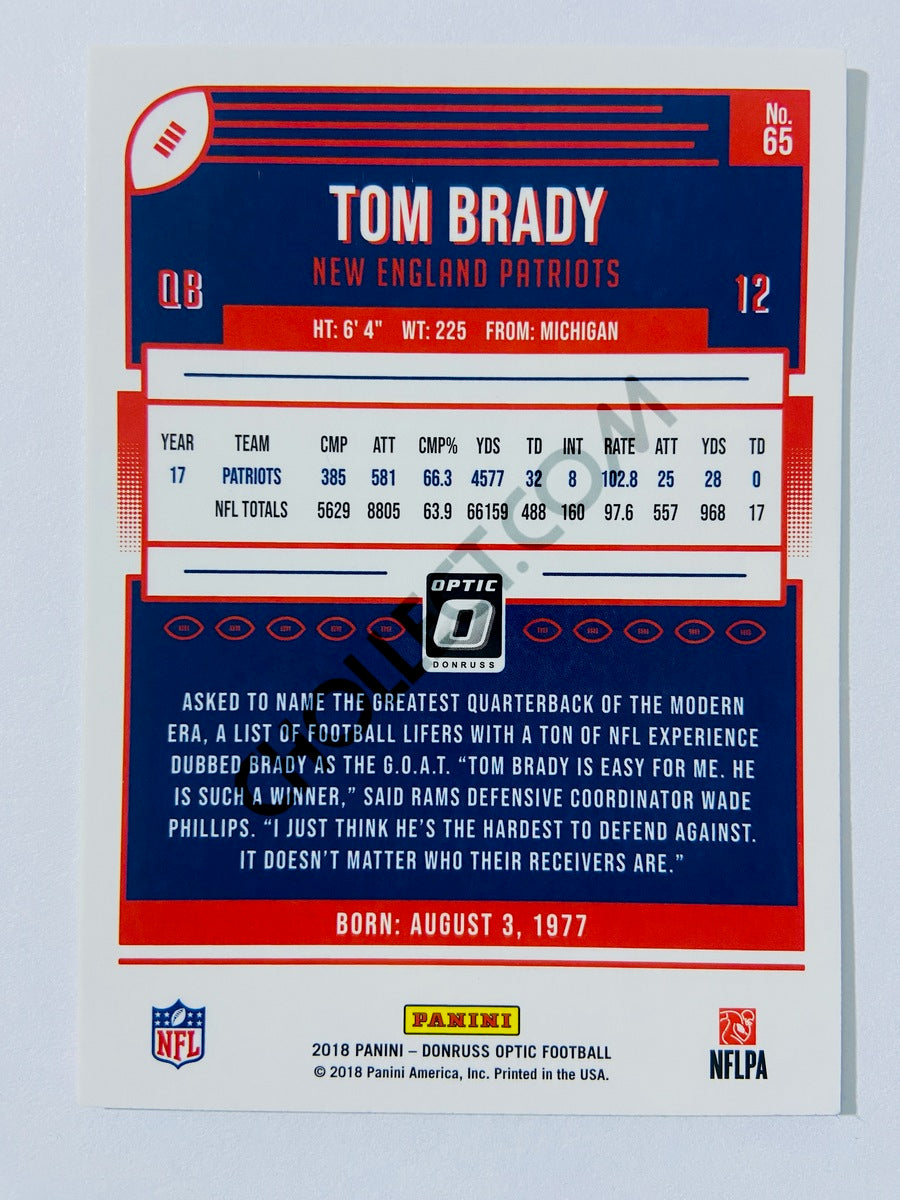 No.
65
TOM BRADY
NEW ENGLAND PATRIOTS
QB
12
HT: 6' 4" WT: 225 FROM: MICHIGAN
YEAR TEAM CMP ATT CMP% YDS TD INT RATE ATT YDS TD
17 PATRIOTS 385 581 66.3 4577 32 8 102.8 25 28 0
NFL TOTALS 5629 8805 63.9 66159 488 160 97.6 557 968 17
OPTIC
DONRUSS
ASKED TO NAME THE GREATEST QUARTERBACK OF THE MODERN
ERA, A LIST OF FOOTBALL LIFERS WITH A TON OF NFL EXPERIENCE
DUBBED BRADY AS THE G.O.A.T. “TOM BRADY IS EASY FOR ME. HE
IS SUCH A WINNER,” SAID RAMS DEFENSIVE COORDINATOR WADE
PHILLIPS. “I JUST THINK HE’S THE HARDEST TO DEFEND AGAINST.
IT DOESN’T MATTER WHO THEIR RECEIVERS ARE.”
BORN: AUGUST 3, 1977
NFL
PANINI
2018 PANINI – DONRUSS OPTIC FOOTBALL
© 2018 Panini America, Inc. Printed in the USA.
NFLPA